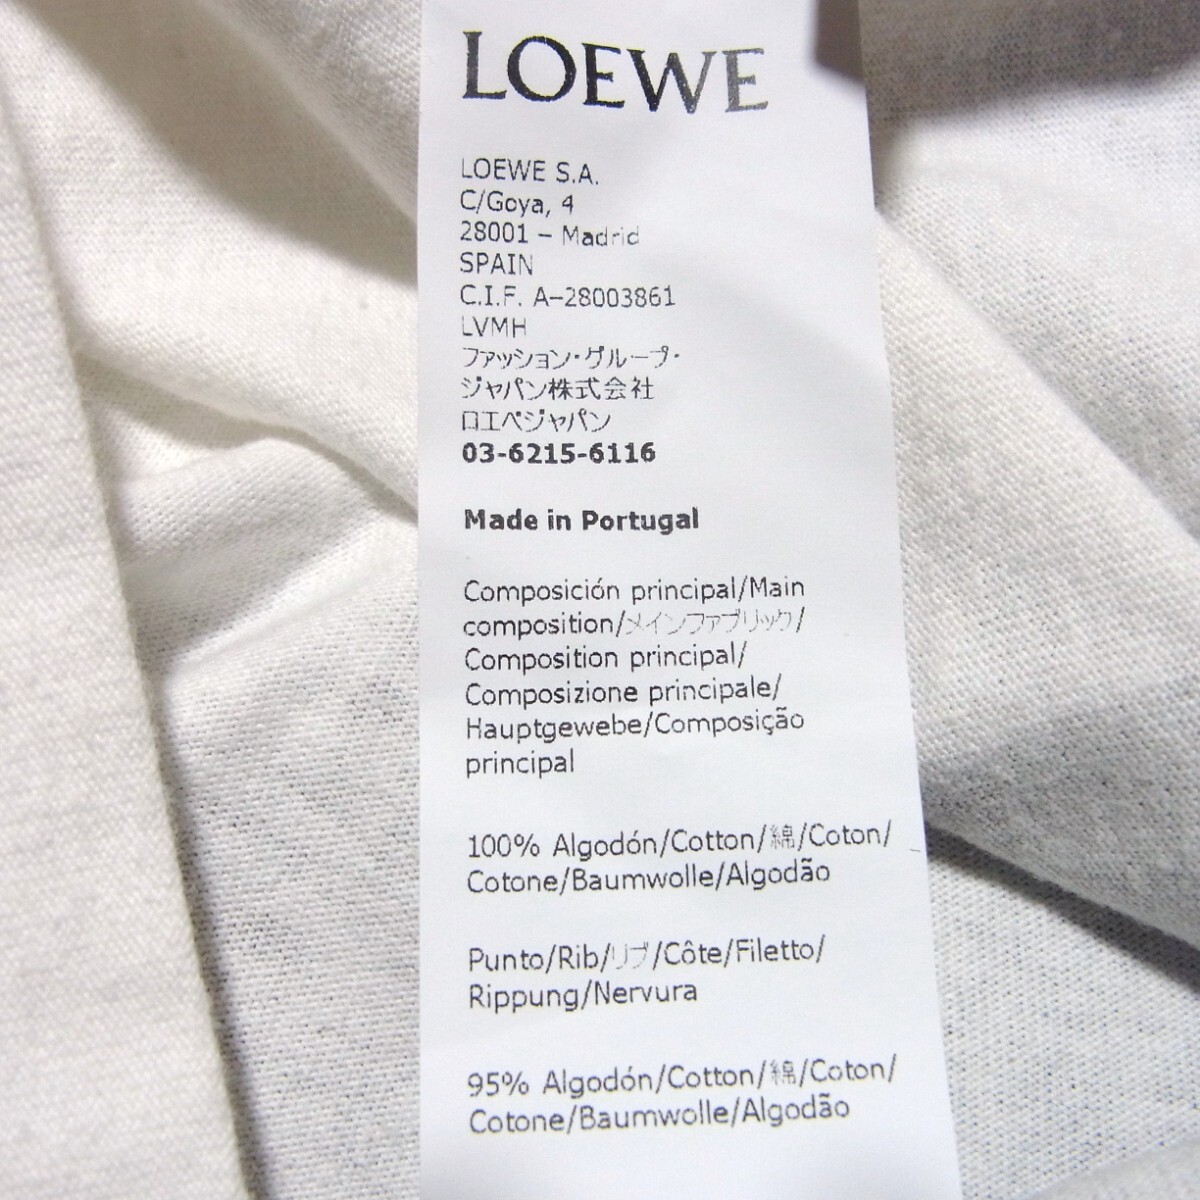 LOEWE
LOEWE S.A.
C/Goya, 4
28001 – Madrid
SPAIN
C.I.F. A-28003861
LVMH
ファッション・グループ・
ジャパン株式会社
ロエベジャパン
03-6215-6116
Made in Portugal
Composición principal/Main
composition/メインファブリック/
Composition principal/
Composizione principale/
Hauptgewebe/Composição
principal
100% Algodón/Cotton/綿/Coton/
Cotone/Baumwolle/Algodão
Punto/Rib/リブ/Côte/Filetto/
Rippung/Nervura
95% Algodón/Cotton/綿/Coton/
Cotone/Baumwolle/Algodão